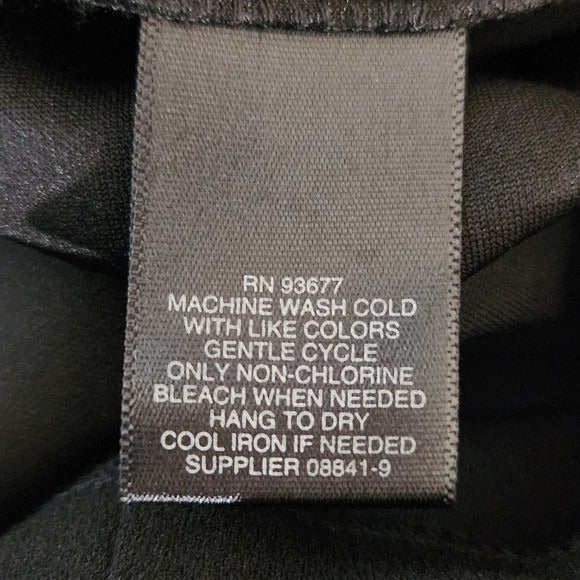 RN 93677
MACHINE WASH COLD
WITH LIKE COLORS
GENTLE CYCLE
ONLY NON-CHLORINE
BLEACH WHEN NEEDED
HANG TO DRY
COOL IRON IF NEEDED
SUPPLIER 08841-9